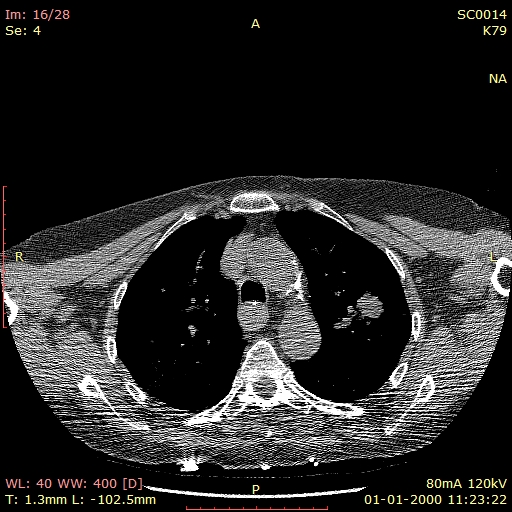 Im: 16/28
Se: 4
A
SC0014
K79
NA
R
L
WL: 40 WW: 400 [D]
T: 1.3mm L: -102.5mm
P
80mA 120kV
01-01-2000 11:23:22